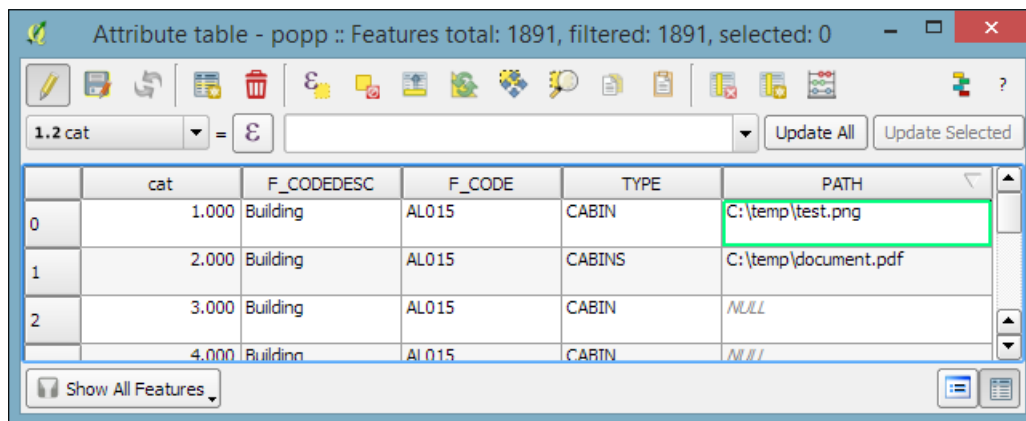 Attribute table - popp :: Features total: 1891, filtered: 1891, selected: 0
?
1.2 cat = ε Update All Update Selected
cat F_CODEDESC F_CODE TYPE PATH
0 1.000 Building AL015 CABIN C:\temp\test.png
1 2.000 Building AL015 CABINS C:\temp\document.pdf
2 3.000 Building AL015 CABIN NULL
4.000 Building AL015 CABIN NULL
Show All Features